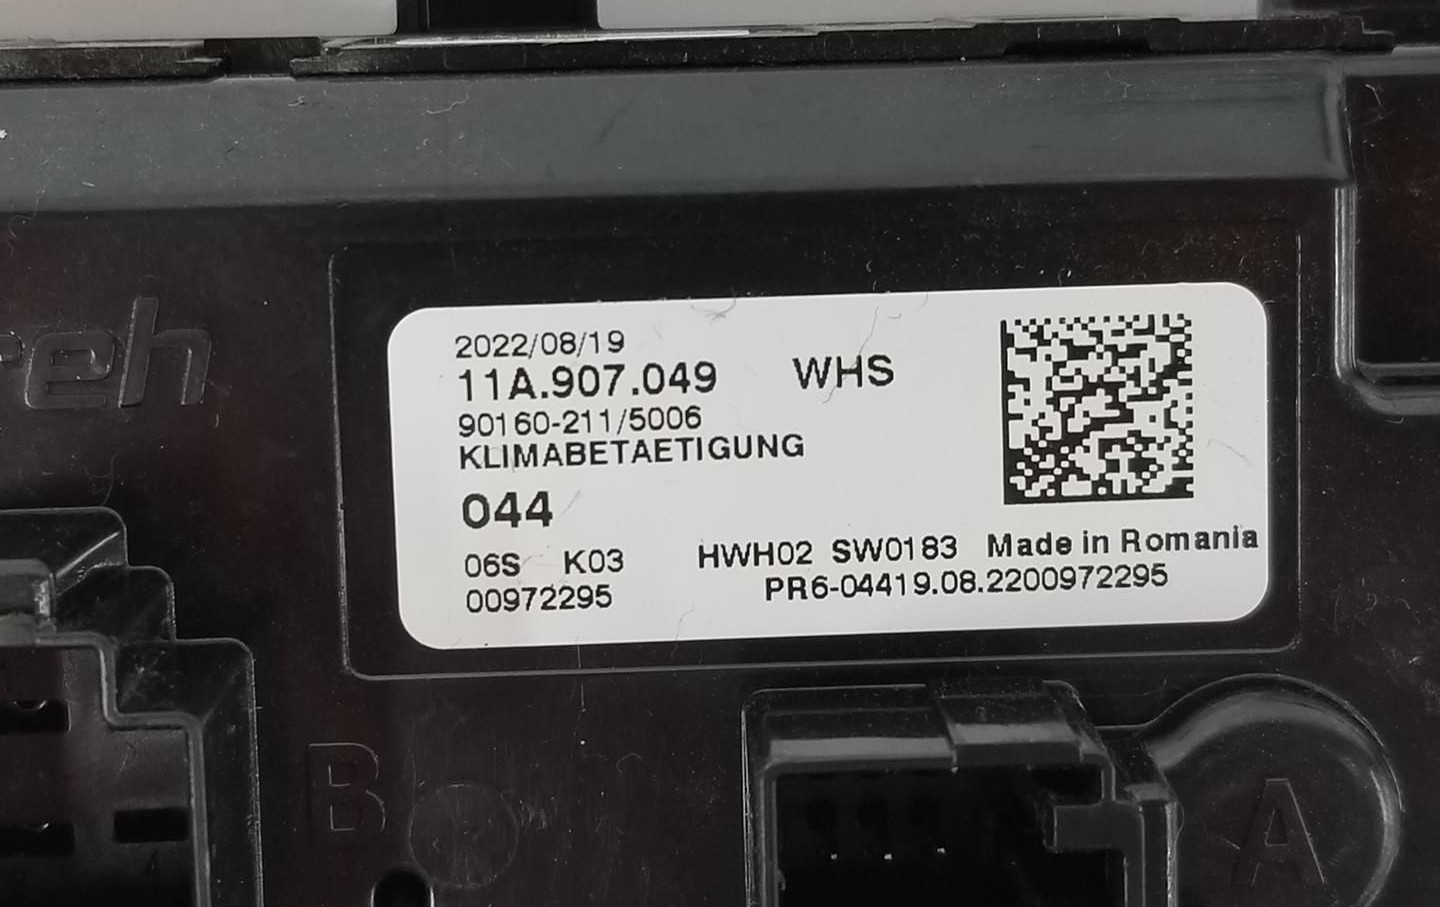 2022/08/19
11A.907.049 WHS
90160-211/5006
KLIMABETAETIGUNG
044
06S K03 HWH02 SW0183 Made in Romania
00972295 PR6-04419.08.2200972295
B
A